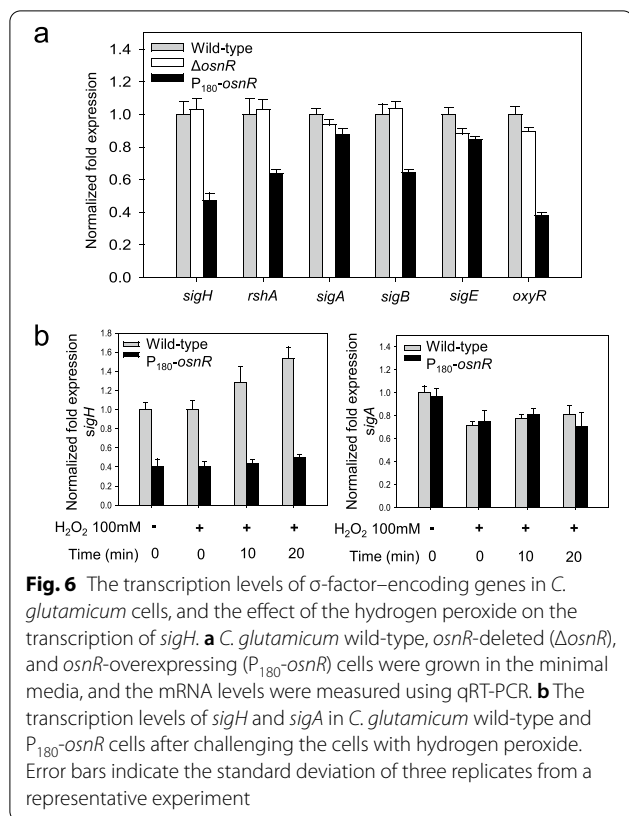 a
Normalized fold expression
1.4
1.2
1.0
0.8
0.6
0.4
0.2
0.0
Wild-type
ΔosnR
P180-osnR
sigH rshA sigA sigB sigE oxyR
b
Normalized fold expression
sigH
1.8
1.6
1.4
1.2
1.0
0.8
0.6
0.4
0.2
0.0
Wild-type
P180-osnR
H2O2 100mM - + + +
Time (min) 0 0 10 20
Normalized fold expression
sigA
1.4
1.2
1.0
0.8
0.6
0.4
0.2
0.0
Wild-type
P180-osnR
H2O2 100mM - + + +
Time (min) 0 0 10 20
Fig. 6 The transcription levels of σ-factor–encoding genes in C.
glutamicum cells, and the effect of the hydrogen peroxide on the
transcription of sigH. a C. glutamicum wild-type, osnR-deleted (ΔosnR),
and osnR-overexpressing (P180-osnR) cells were grown in the minimal
media, and the mRNA levels were measured using qRT-PCR. b The
transcription levels of sigH and sigA in C. glutamicum wild-type and
P180-osnR cells after challenging the cells with hydrogen peroxide.
Error bars indicate the standard deviation of three replicates from a
representative experiment